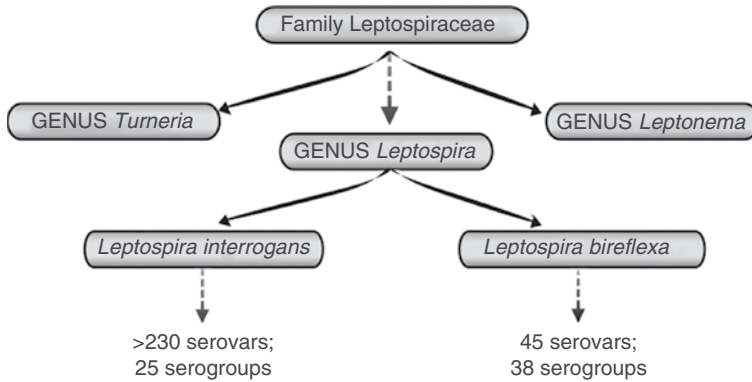 Family Leptospiraceae
GENUS Turneria
GENUS Leptonema
GENUS Leptospira
Leptospira interrogans
Leptospira bireflexa
>230 serovars;
25 serogroups
45 serovars;
38 serogroups